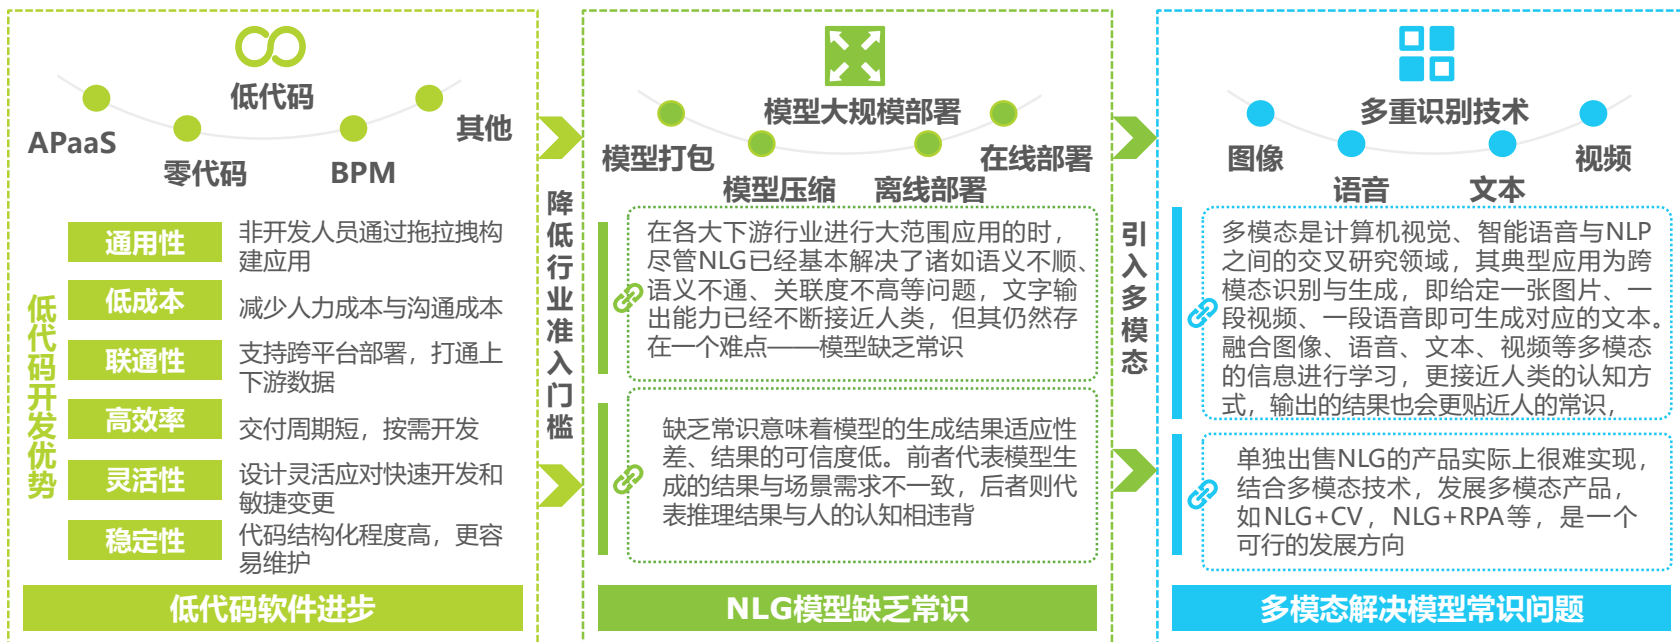 低代码
APaaS
零代码
BPM
其他
低代码开发优势
通用性
非开发人员通过拖拉拽构
建应用
低成本
减少人力成本与沟通成本
联通性
支持跨平台部署，打通上
下游数据
高效率
交付周期短，按需开发
灵活性
设计灵活应对快速开发和
敏捷变更
稳定性
代码结构化程度高，更容
易维护
低代码软件进步
降低行业准入门槛
模型大规模部署
模型打包
模型压缩
离线部署
在线部署
在各大下游行业进行大范围应用的时，
尽管NLG已经基本解决了诸如语义不顺、
语义不通、关联度不高等问题，文字输
出能力已经不断接近人类，但其仍然存
在一个难点——模型缺乏常识
缺乏常识意味着模型的生成结果适应性
差、结果的可信度低。前者代表模型生
成的结果与场景需求不一致，后者则代
表推理结果与人的认知相违背
NLG模型缺乏常识
引入多模态
多重识别技术
图像
语音
文本
视频
多模态是计算机视觉、智能语音与NLP
之间的交叉研究领域，其典型应用为跨
模态识别与生成，即给定一张图片、一
段视频、一段语音即可生成对应的文本。
融合图像、语音、文本、视频等多模态
的信息进行学习，更接近人类的认知方
式，输出的结果也会更贴近人的常识，
单独出售NLG的产品实际上很难实现，
结合多模态技术，发展多模态产品，
如NLG+CV，NLG+RPA等，是一个
可行的发展方向
多模态解决模型常识问题